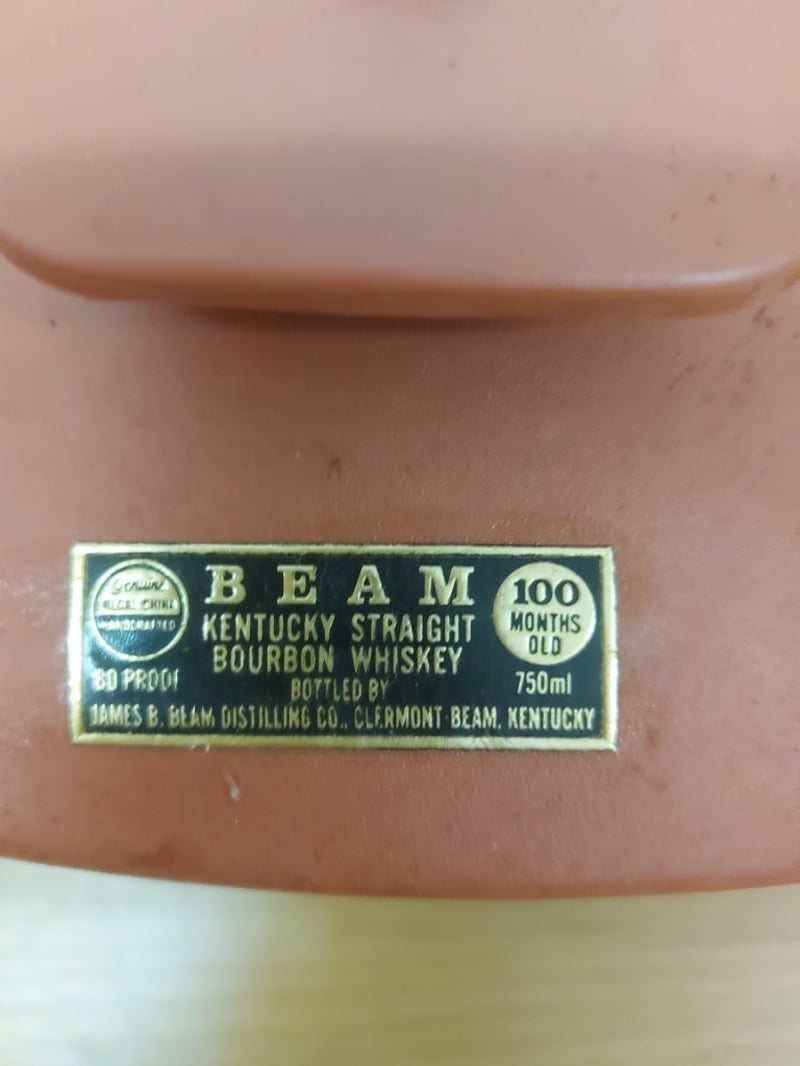 Genuine
REGAL CHINA
HANDCRAFTED
BEAM
KENTUCKY STRAIGHT
BOURBON WHISKEY
100
MONTHS
OLD
80 PROOF
BOTTLED BY
750ml
JAMES B. BEAM DISTILLING CO., CLERMONT BEAM, KENTUCKY